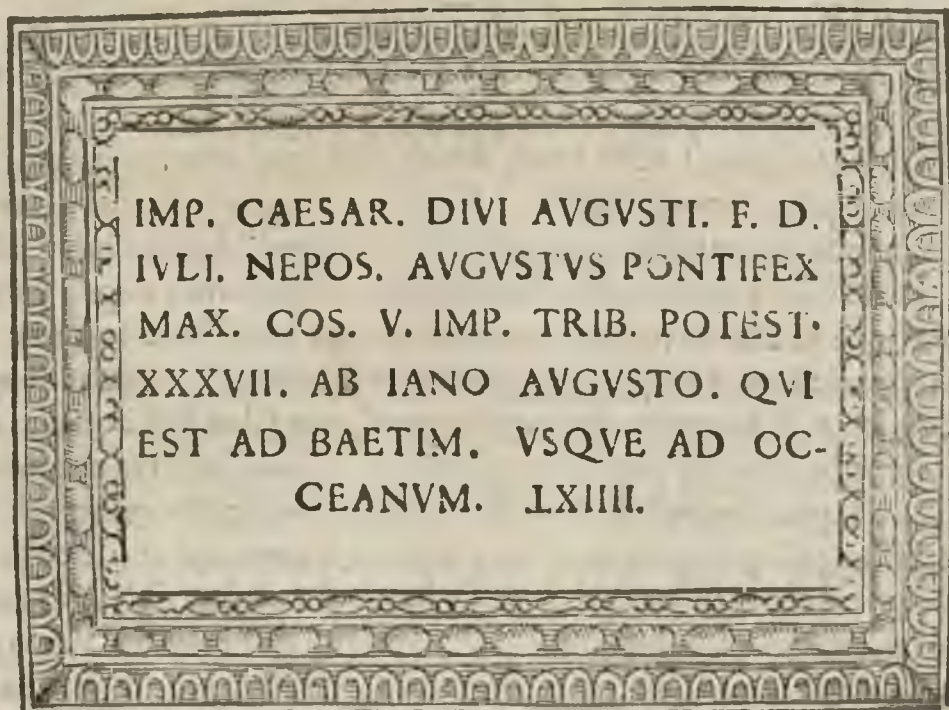 IMP. CAESAR. DIVI AVGVSTI. F. D.
IVLI. NEPOS. AVGVSTVS PONTIFEX
MAX. COS. V. IMP. TRIB. POTEST.
XXXVII. AB IANO AVGVSTO. QVI
EST AD BAETIM. VSQVE AD OC-
CEANVM. LXIIII.